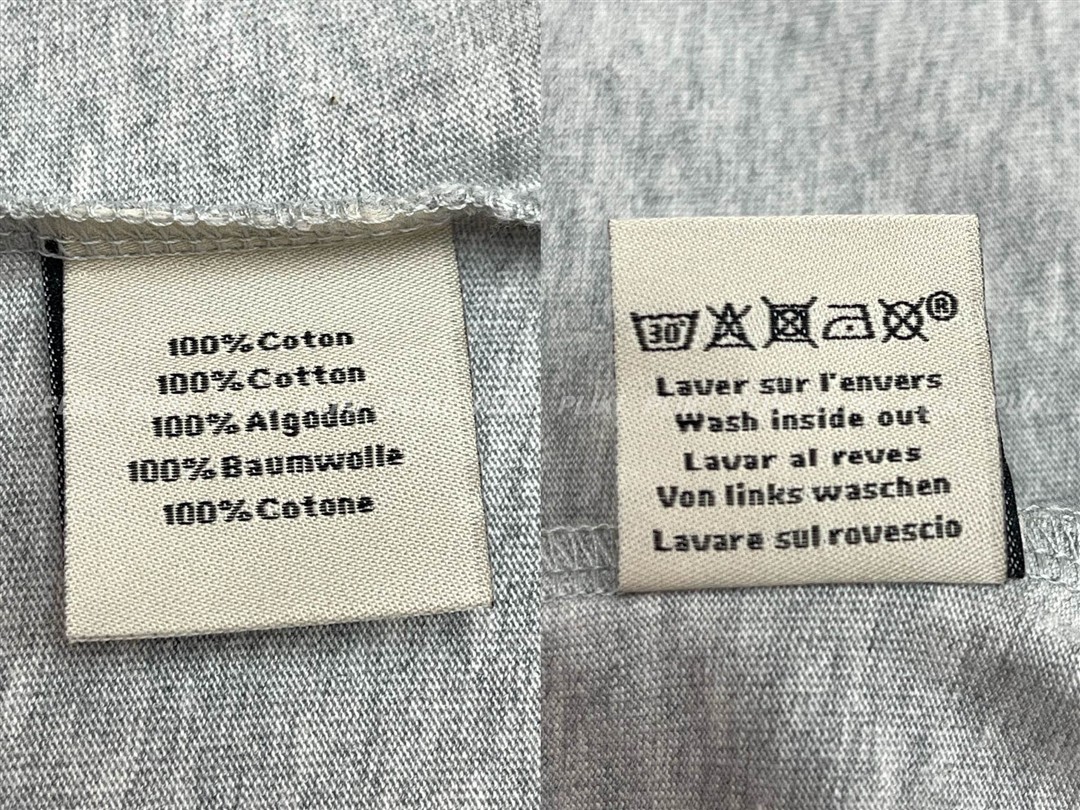 100% Coton
100% Cotton
100% Algodón
100% Baumwolle
100% Cotone
30° ®
Laver sur l'envers
Wash inside out
Lavar al reves
Von links waschen
Lavare sul rovescio